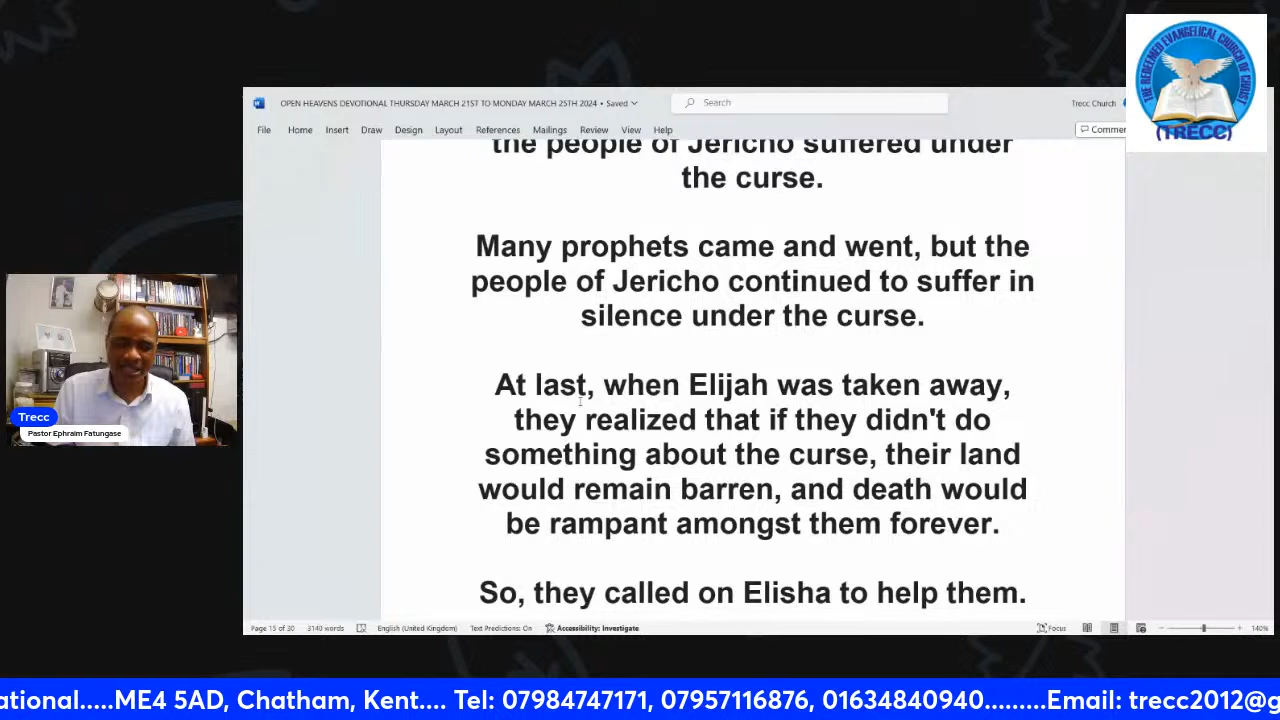 OPEN HEAVENS DEVOTIONAL THURSDAY MARCH 21ST TO MONDAY MARCH 25TH 2024 • Saved
Search
Trecc Church
File Home Insert Draw Design Layout References Mailings Review View Help
Commen
the people of Jericho suffered under
the curse.
Many prophets came and went, but the
people of Jericho continued to suffer in
silence under the curse.
At last, when Elijah was taken away,
they realized that if they didn't do
something about the curse, their land
would remain barren, and death would
be rampant amongst them forever.
So, they called on Elisha to help them.
Page 15 of 30 3140 words English (United Kingdom) Text Predictions: On Accessibility: Investigate
Focus
140%
THE REDEEMED EVANGELICAL CHURCH OF CHRIST
(TRECC)
Trecc
Pastor Ephraim Fatungase
ational.....ME4 5AD, Chatham, Kent.... Tel: 07984747171, 07957116876, 01634840940.........Email: trecc2012@g